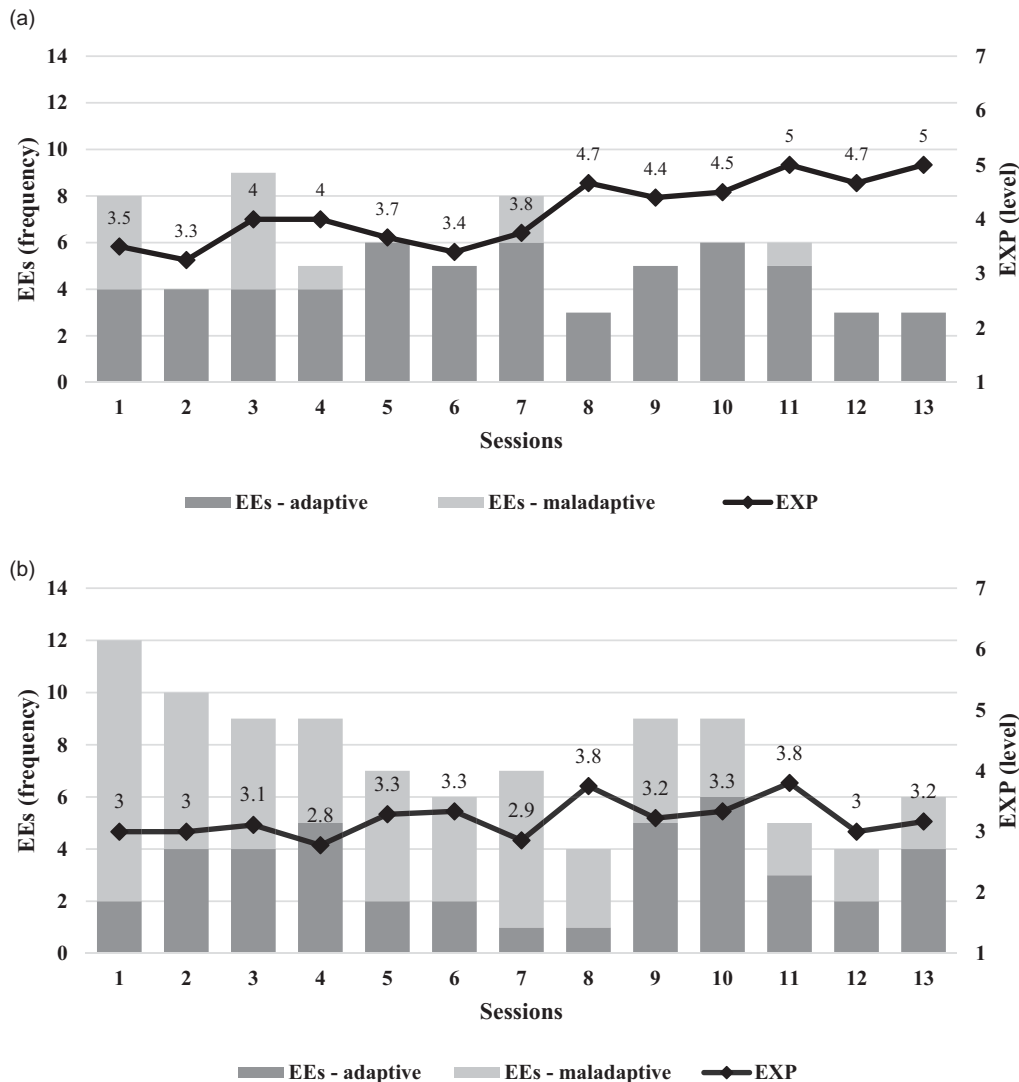 (a)
14 7
12 6
10 5
8 4
6 3
4 2
2
0 1
EEs (frequency)
EXP (level)
3.5 3.3 4 4 3.7 3.4 3.8 4.7 4.4 4.5 5 4.7 5
1 2 3 4 5 6 7 8 9 10 11 12 13
Sessions
EEs - adaptive EEs - maladaptive EXP
(b)
14 7
12 6
10 5
8 4
6 3
4 2
2
0 1
EEs (frequency)
EXP (level)
3 3 3.1 2.8 3.3 3.3 2.9 3.8 3.2 3.3 3.8 3 3.2
1 2 3 4 5 6 7 8 9 10 11 12 13
Sessions
EEs - adaptive EEs - maladaptive EXP